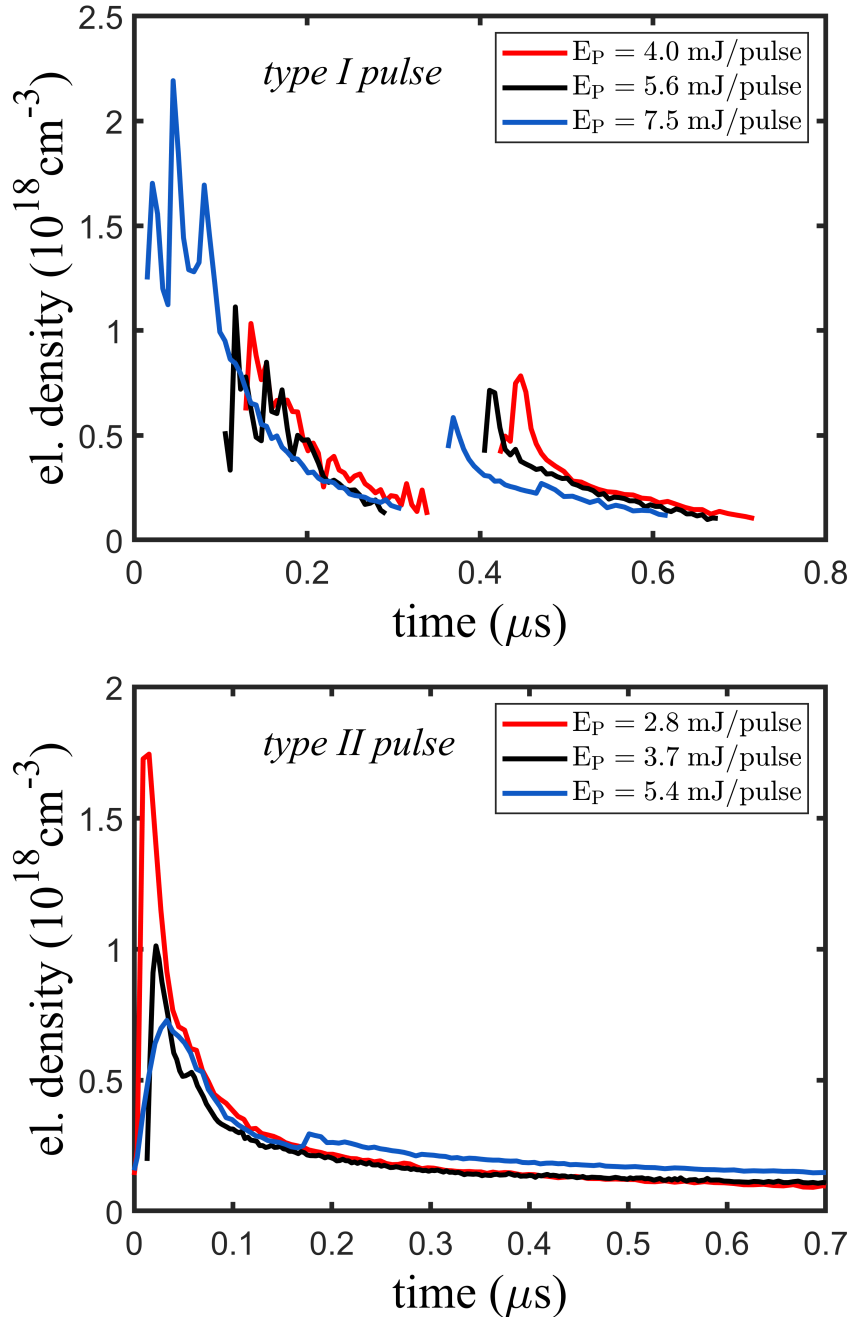 2.5
2
1.5
1
0.5
0
0
0.2
0.4
0.6
0.8
el. density (10^18 cm^-3)
time (μs)
type I pulse
E_P = 4.0 mJ/pulse
E_P = 5.6 mJ/pulse
E_P = 7.5 mJ/pulse
2
1.5
1
0.5
0
0
0.1
0.2
0.3
0.4
0.5
0.6
0.7
el. density (10^18 cm^-3)
time (μs)
type II pulse
E_P = 2.8 mJ/pulse
E_P = 3.7 mJ/pulse
E_P = 5.4 mJ/pulse